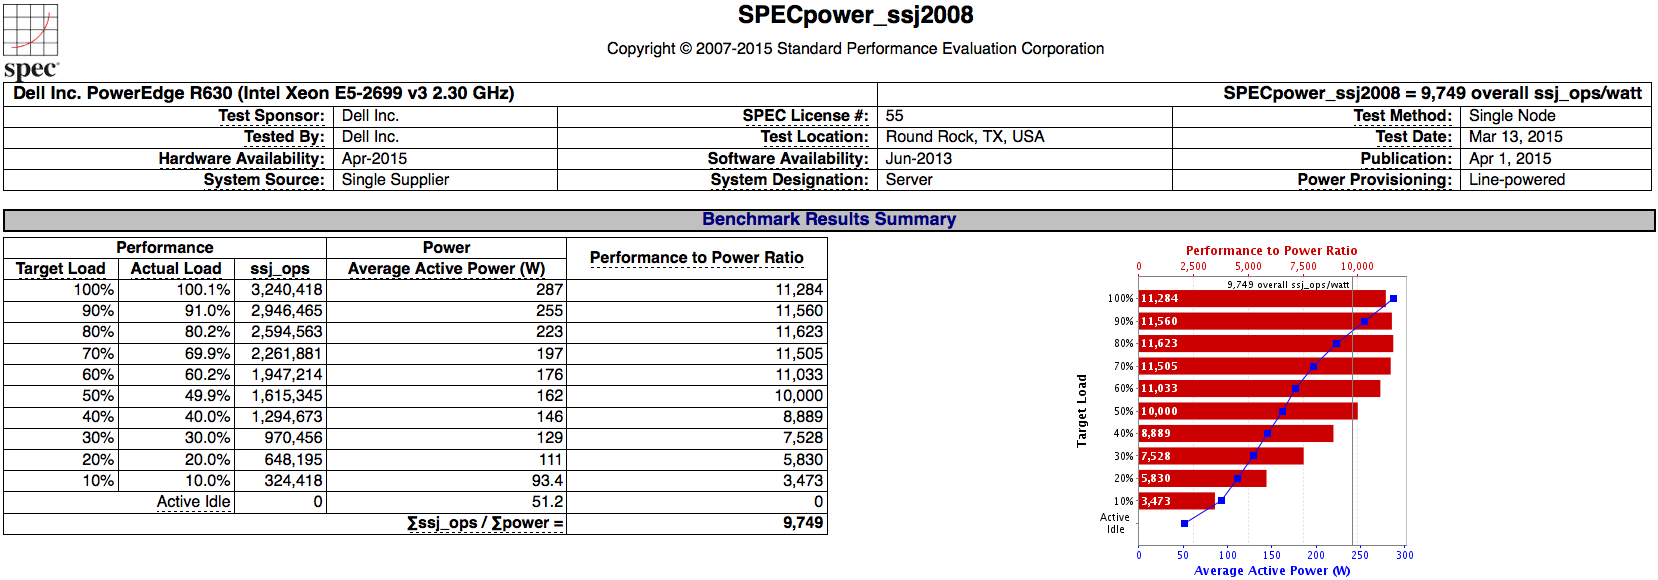 SPECpower_ssj2008
Copyright © 2007-2015 Standard Performance Evaluation Corporation
spec
Dell Inc. PowerEdge R630 (Intel Xeon E5-2699 v3 2.30 GHz) SPECpower_ssj2008 = 9,749 overall ssj_ops/watt
Test Sponsor: Dell Inc. SPEC License #: 55 Test Method: Single Node
Tested By: Dell Inc. Test Location: Round Rock, TX, USA Test Date: Mar 13, 2015
Hardware Availability: Apr-2015 Software Availability: Jun-2013 Publication: Apr 1, 2015
System Source: Single Supplier System Designation: Server Power Provisioning: Line-powered
Benchmark Results Summary
Performance Power Performance to Power Ratio
Target Load Actual Load ssj_ops Average Active Power (W)
100% 100.1% 3,240,418 287 11,284
90% 91.0% 2,946,465 255 11,560
80% 80.2% 2,594,563 223 11,623
70% 69.9% 2,261,881 197 11,505
60% 60.2% 1,947,214 176 11,033
50% 49.9% 1,615,345 162 10,000
40% 40.0% 1,294,673 146 8,889
30% 30.0% 970,456 129 7,528
20% 20.0% 648,195 111 5,830
10% 10.0% 324,418 93.4 3,473
Active Idle 0 51.2 0
∑ssj_ops / ∑power = 9,749
Performance to Power Ratio
0 2,500 5,000 7,500 10,000
9,749 overall ssj_ops/watt
100% 11,284
90% 11,560
80% 11,623
70% 11,505
60% 11,033
50% 10,000
40% 8,889
30% 7,528
20% 5,830
10% 3,473
Active
Idle
Target Load
0 50 100 150 200 250 300
Average Active Power (W)